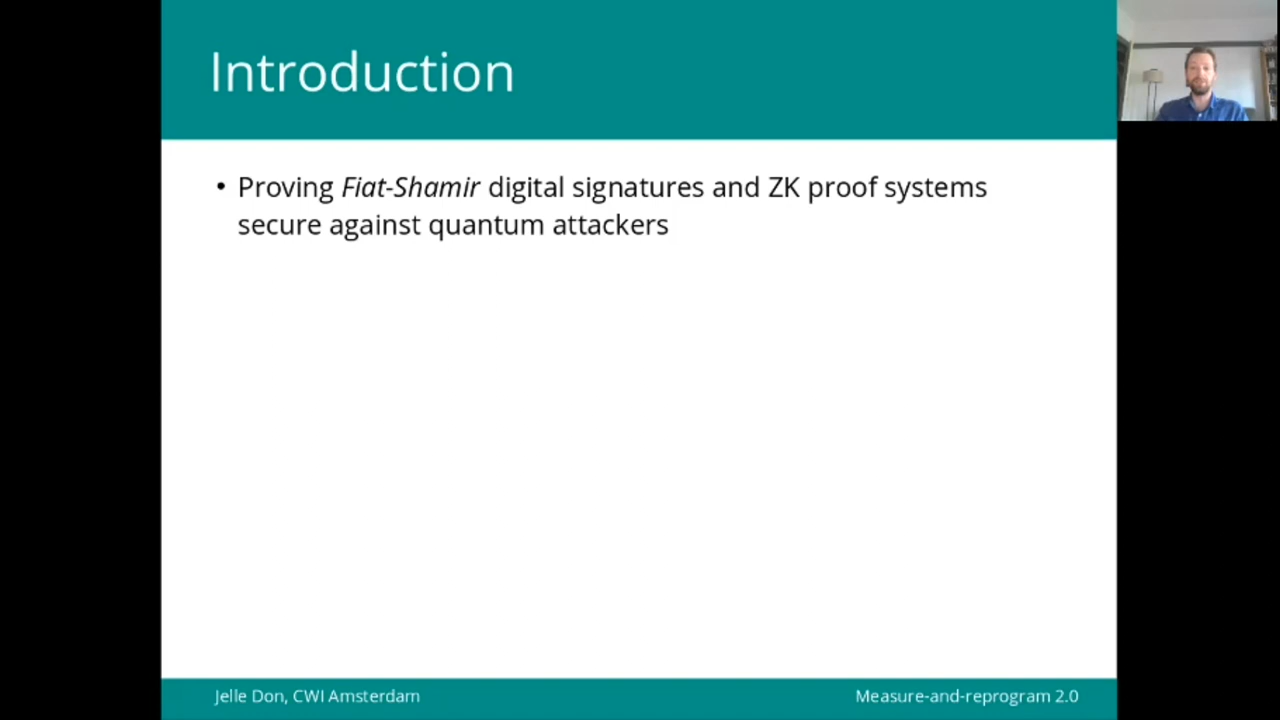 Introduction
• Proving Fiat-Shamir digital signatures and ZK proof systems
secure against quantum attackers
Jelle Don, CWI Amsterdam
Measure-and-reprogram 2.0